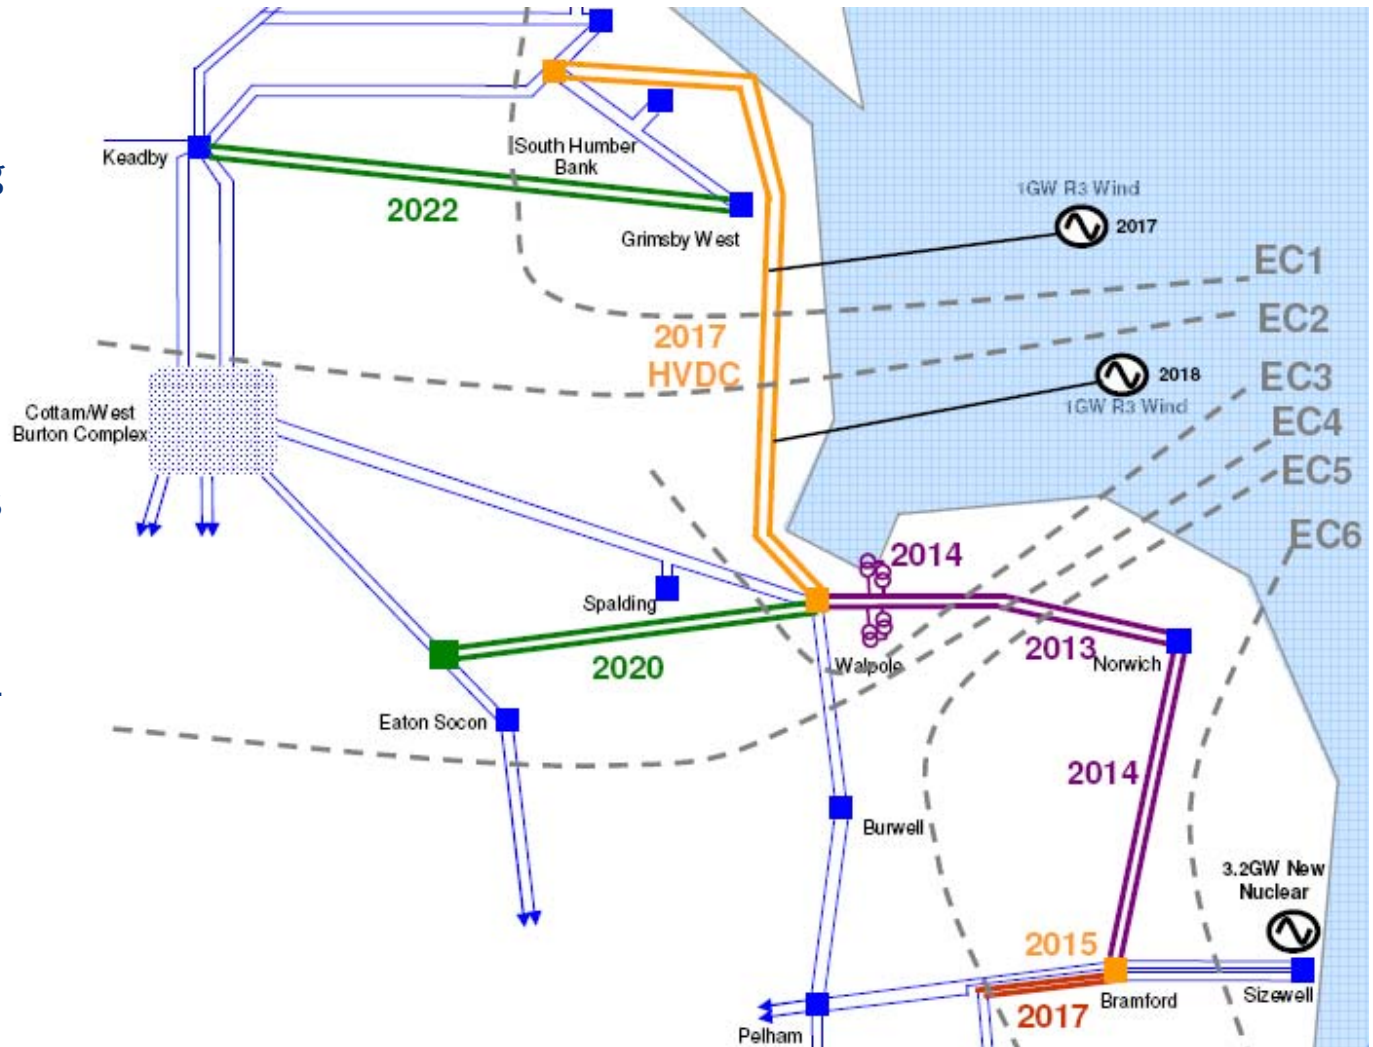 Keadby
South Humber
Bank
2022
Grimsby West
1GW R3 Wind
2017
EC1
2017
HVDC
EC2
2018
1GW R3 Wind
EC3
EC4
EC5
EC6
Cottam/West
Burton Complex
2014
Spalding
2020
Walpole
2013
Norwich
Eaton Socon
2014
Burwell
3.2GW New
Nuclear
2015
Bramford
Sizewell
2017
Pelham